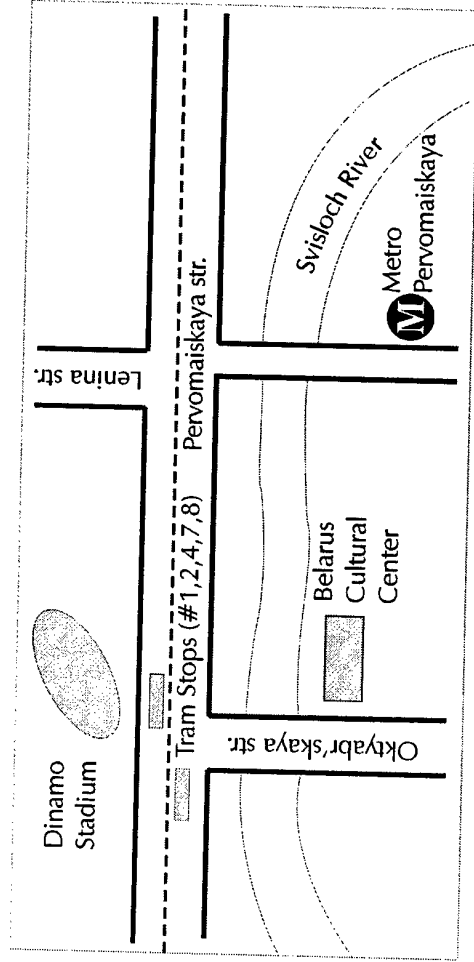 Dinamo
Stadium
Lenina str.
Tram Stops (#1,2,4,7,8)
Pervomaiskaya str.
Oktyabr'skaya str.
Belarus
Cultural
Center
Svisloch River
M
Metro
Pervomaiskaya